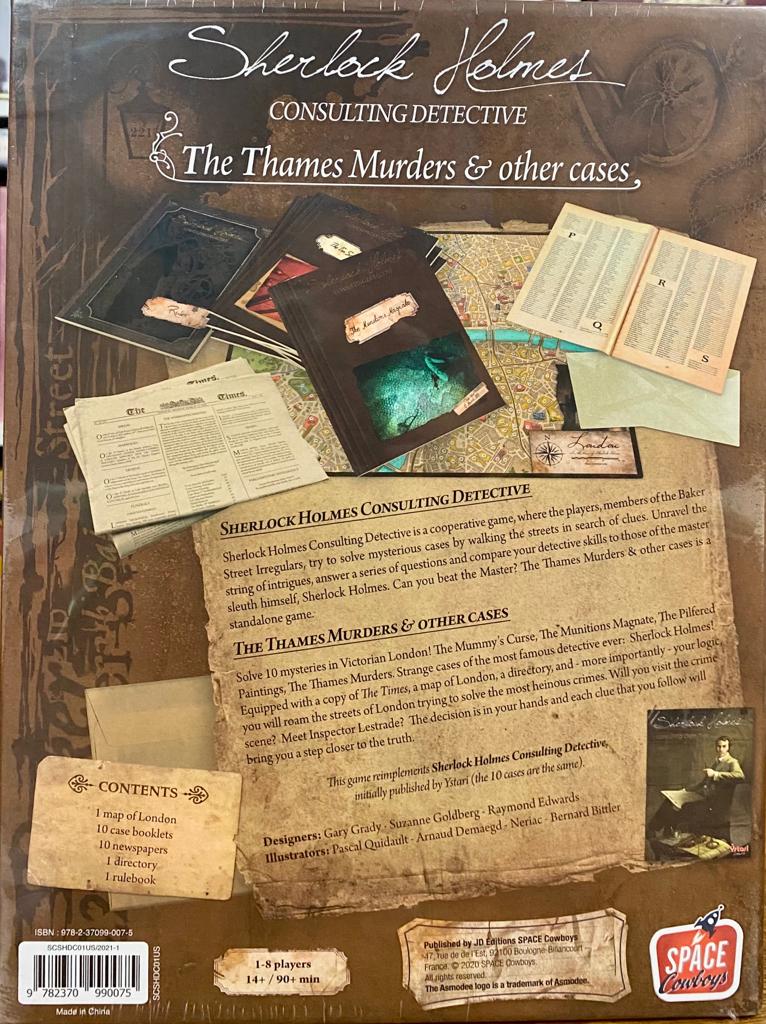 Sherlock Holmes
CONSULTING DETECTIVE
221
The Thames Murders & other cases
P
Q
R
S
The Munitions Magnate
The Times.
London
SHERLOCK HOLMES CONSULTING DETECTIVE
Sherlock Holmes Consulting Detective is a cooperative game, where the players, members of the Baker
Street Irregulars, try to solve mysterious cases by walking the streets in search of clues. Unravel the
string of intrigues, answer a series of questions and compare your detective skills to those of the master
sleuth himself, Sherlock Holmes. Can you beat the Master? The Thames Murders & other cases is a
standalone game.
THE THAMES MURDERS & OTHER CASES
Solve 10 mysteries in Victorian London! The Mummy's Curse, The Munitions Magnate, The Pilfered
Paintings, The Thames Murders. Strange cases of the most famous detective ever: Sherlock Holmes!
Equipped with a copy of The Times, a map of London, a directory, and - more importantly - your logic,
you will roam the streets of London trying to solve the most heinous crimes. Will you visit the crime
scene? Meet Inspector Lestrade? The decision is in your hands and each clue that you follow will
bring you a step closer to the truth.
This game reimplements Sherlock Holmes Consulting Detective,
initially published by Ystari (the 10 cases are the same).
Designers: Gary Grady - Suzanne Goldberg - Raymond Edwards
Illustrators: Pascal Quidault - Arnaud Demaegd - Neriac - Bernard Bittler
Sherlock Holmes
CONTENTS
1 map of London
10 case booklets
10 newspapers
1 directory
1 rulebook
ISBN : 978-2-37099-007-5
SCSHDC01US/2021-1
9 782370 990075
Made in China
SCSHDC01US
1-8 players
14+ / 90+ min
Published by JD Éditions SPACE Cowboys
47, rue de de l'Est, 92100 Boulogne-Billancourt
France. © 2020 SPACE Cowboys.
All rights reserved.
The Asmodee logo is a trademark of Asmodee.
SPACE
Cowboys